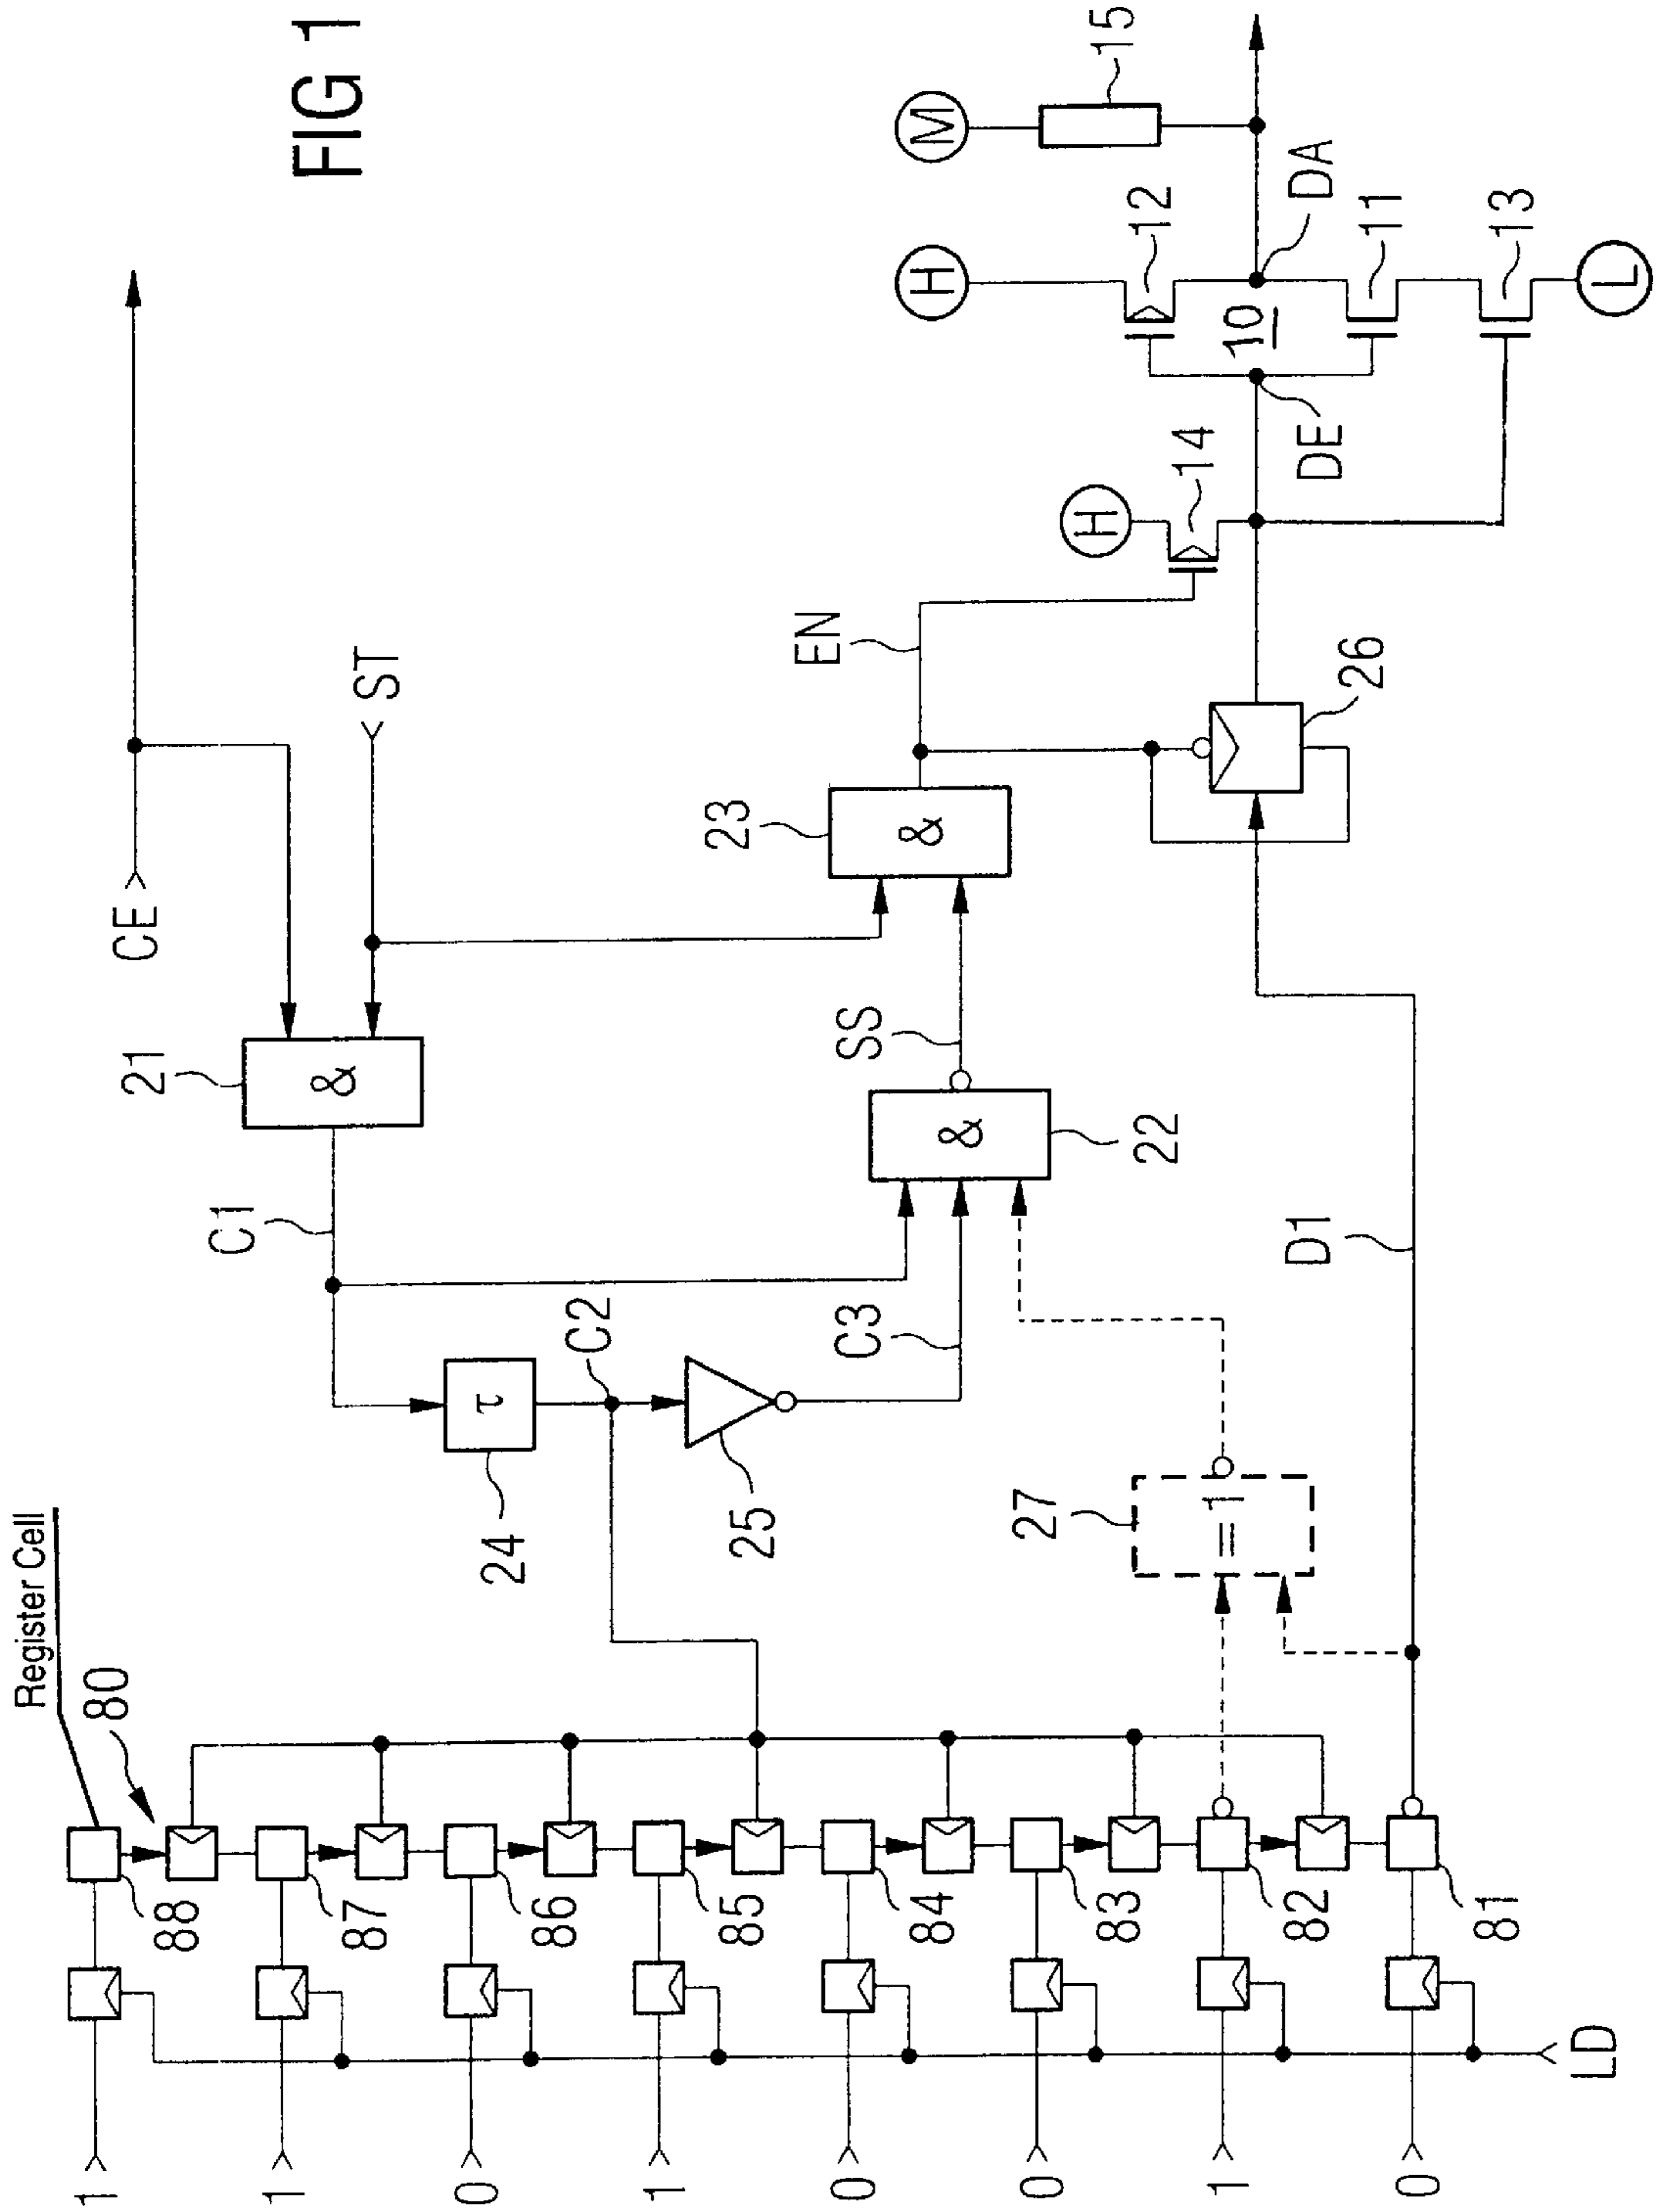 FIG 1
Register Cell
80
88
87
86
85
84
83
82
81
1
1
0
1
0
0
1
0
LD
CE
ST
21
&
C1
24
τ
C2
25
C3
22
&
SS
23
&
EN
27
=1
D1
26
H
14
DE
10
H
12
11
13
L
DA
M
15